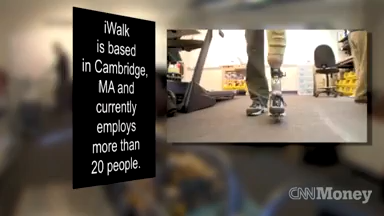 iWalk
is based
in Cambridge,
MA and
currently
employs
more than
20 people.
CNNMoney